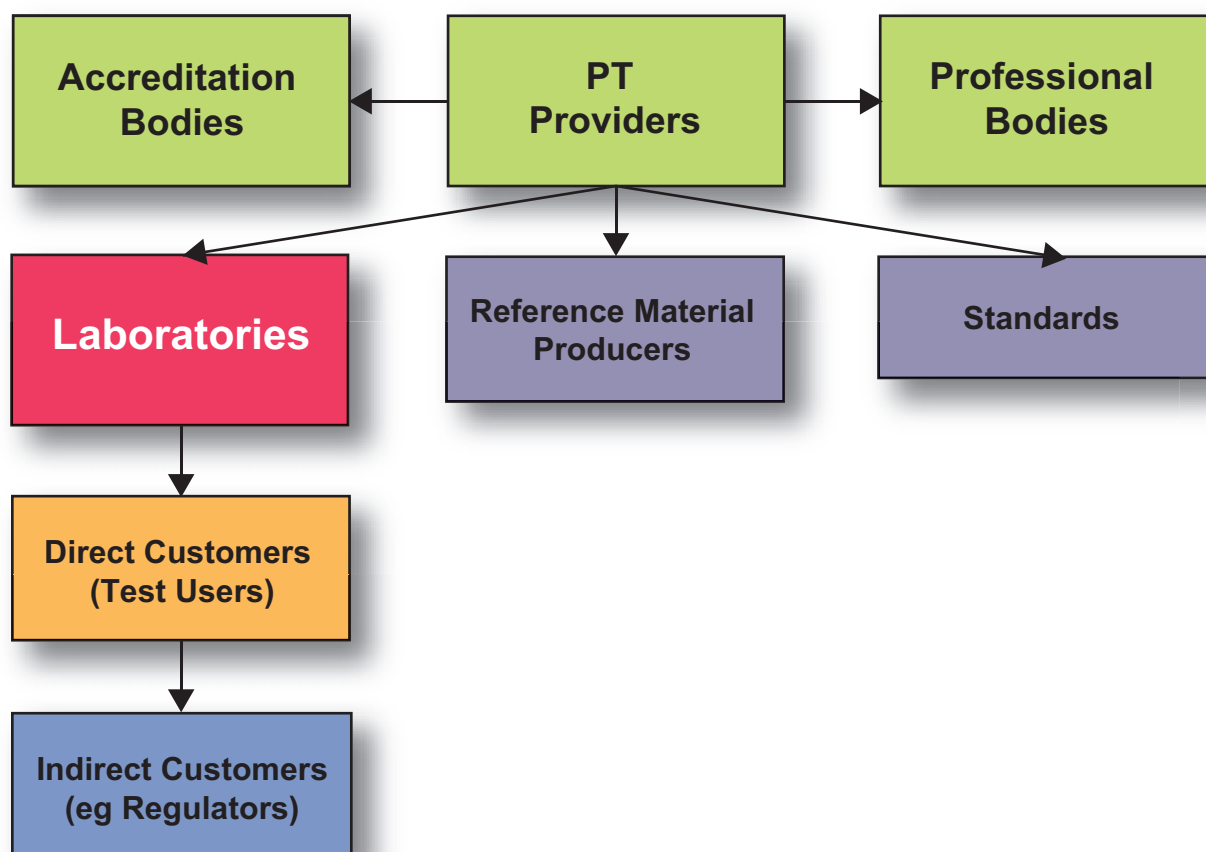 Accreditation
Bodies
PT
Providers
Professional
Bodies
Laboratories
Reference Material
Producers
Standards
Direct Customers
(Test Users)
Indirect Customers
(eg Regulators)